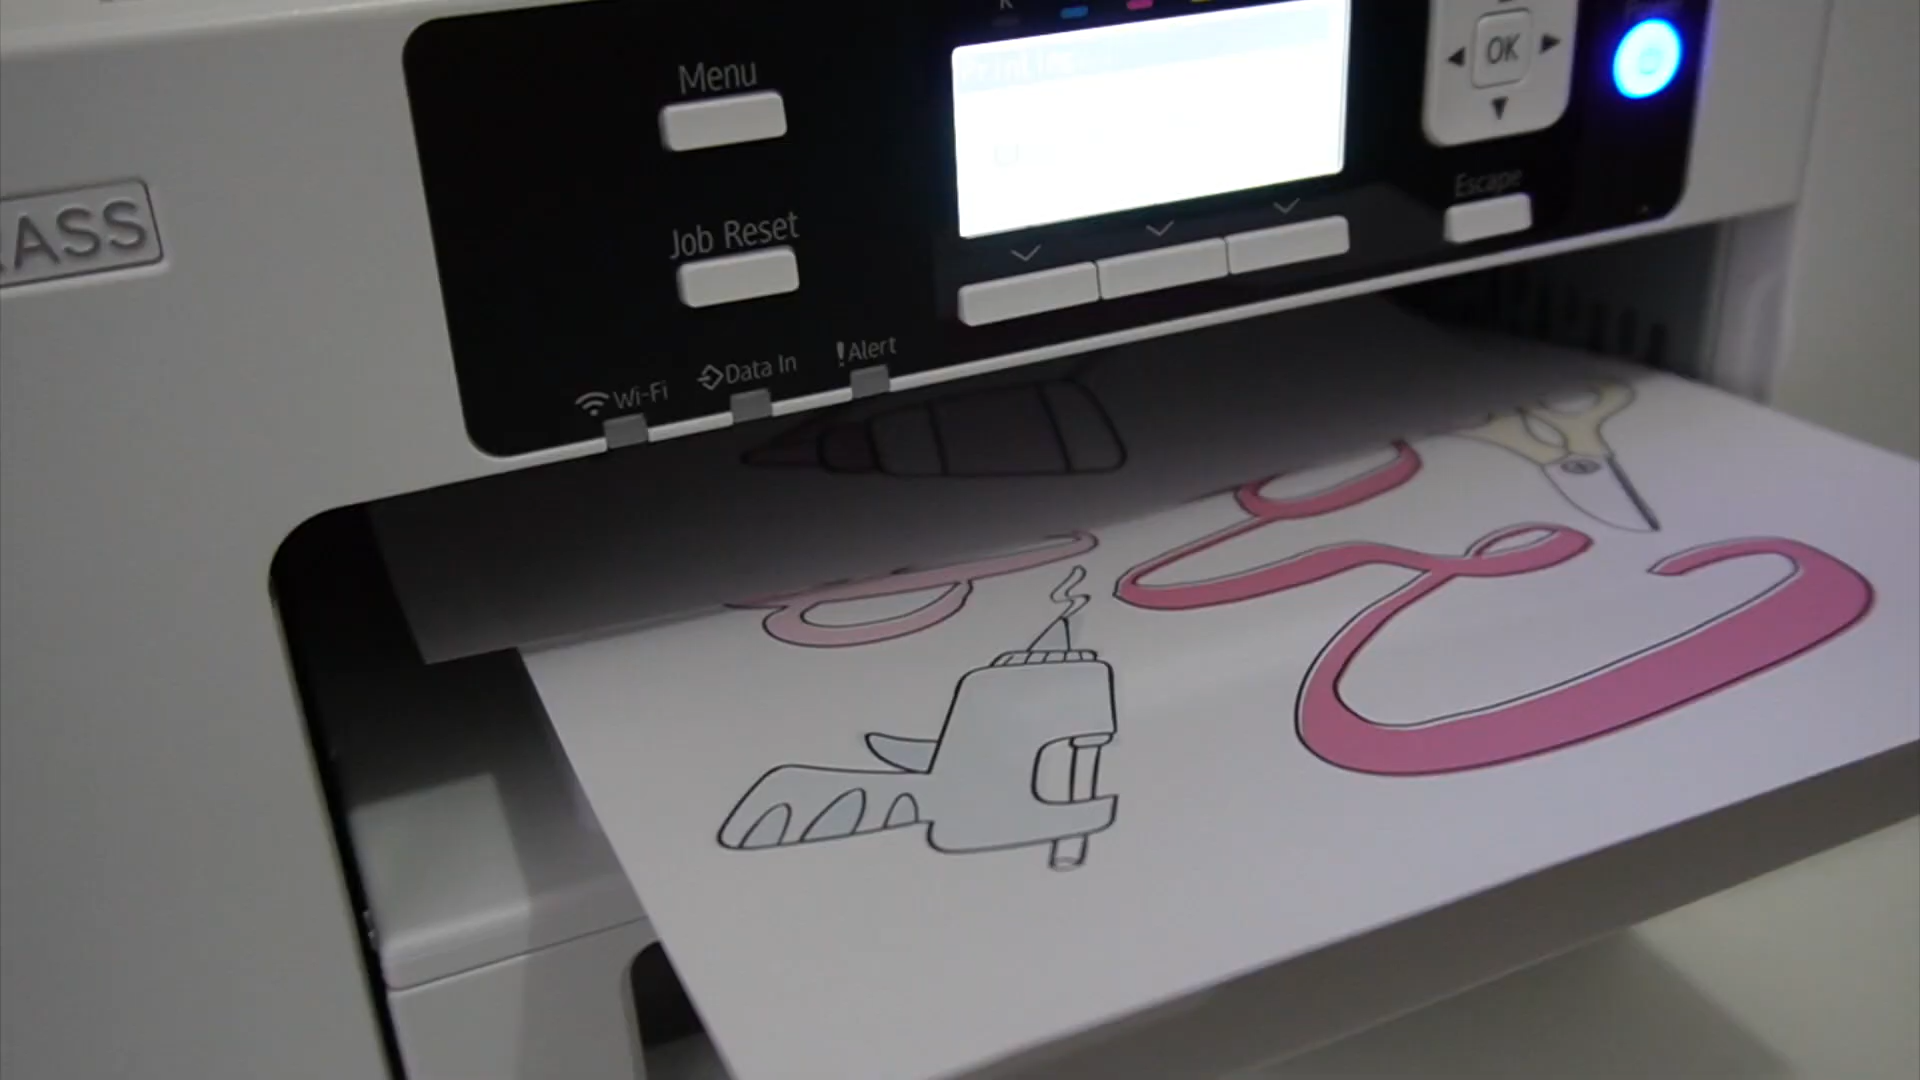 Menu
OK
Escape
Job Reset
ASS
!Alert
Data In
Wi-Fi